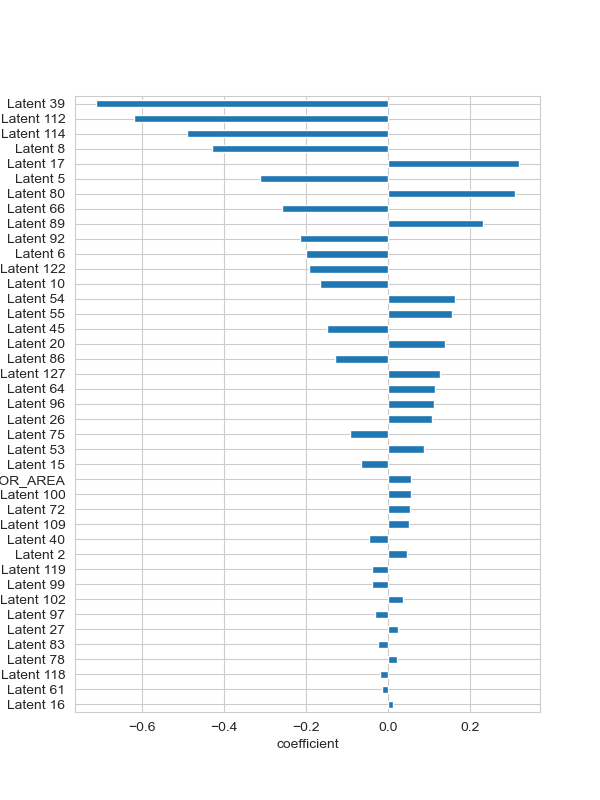 Latent 39
Latent 112
Latent 114
Latent 8
Latent 17
Latent 5
Latent 80
Latent 66
Latent 89
Latent 92
Latent 6
Latent 122
Latent 10
Latent 54
Latent 55
Latent 45
Latent 20
Latent 86
Latent 127
Latent 64
Latent 96
Latent 26
Latent 75
Latent 53
Latent 15
OR_AREA
Latent 100
Latent 72
Latent 109
Latent 40
Latent 2
Latent 119
Latent 99
Latent 102
Latent 97
Latent 27
Latent 83
Latent 78
Latent 118
Latent 61
Latent 16
−0.6 −0.4 −0.2 0.0 0.2
coefficient